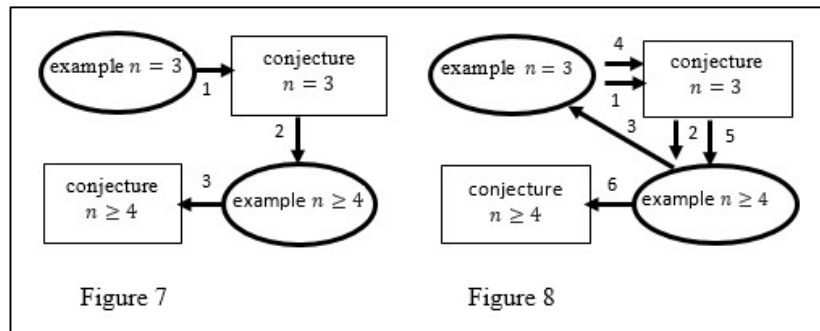 example n = 3
1
conjecture
n = 3
2
conjecture
n ≥ 4
3
example n ≥ 4
Figure 7
example n = 3
4
1
conjecture
n = 3
3
2
5
conjecture
n ≥ 4
6
example n ≥ 4
Figure 8